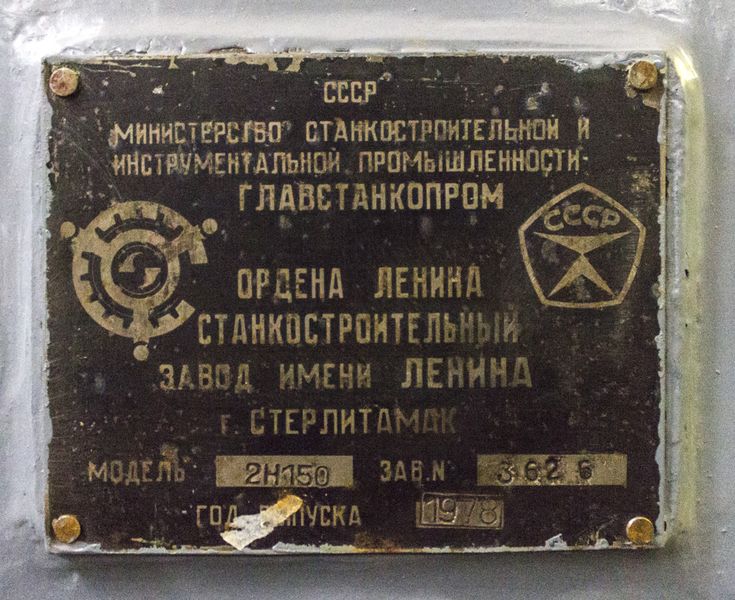 СССР
МИНИСТЕРСТВО СТАНКОСТРОИТЕЛЬНОЙ И
ИНСТРУМЕНТАЛЬНОЙ ПРОМЫШЛЕННОСТИ
ГЛАВСТАНКОПРОМ
СССР
ОРДЕНА ЛЕНИНА
СТАНКОСТРОИТЕЛЬНЫЙ
ЗАВОД ИМЕНИ ЛЕНИНА
г. СТЕРЛИТАМАК
МОДЕЛЬ 2Н150 ЗАВ.N 3626
ГОД ВЫПУСКА 1978